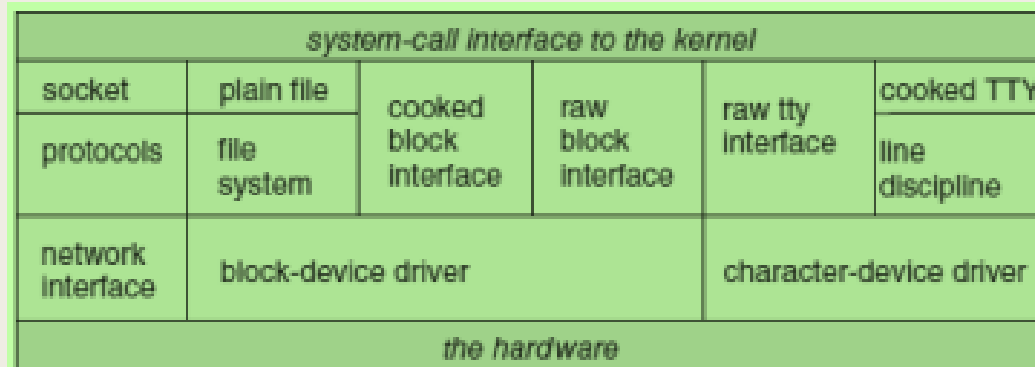 system-call interface to the kernel
socket
protocols
plain file
file
system
cooked
block
interface
raw
block
interface
raw tty
interface
cooked TTY
line
discipline
network
interface
block-device driver
character-device driver
the hardware